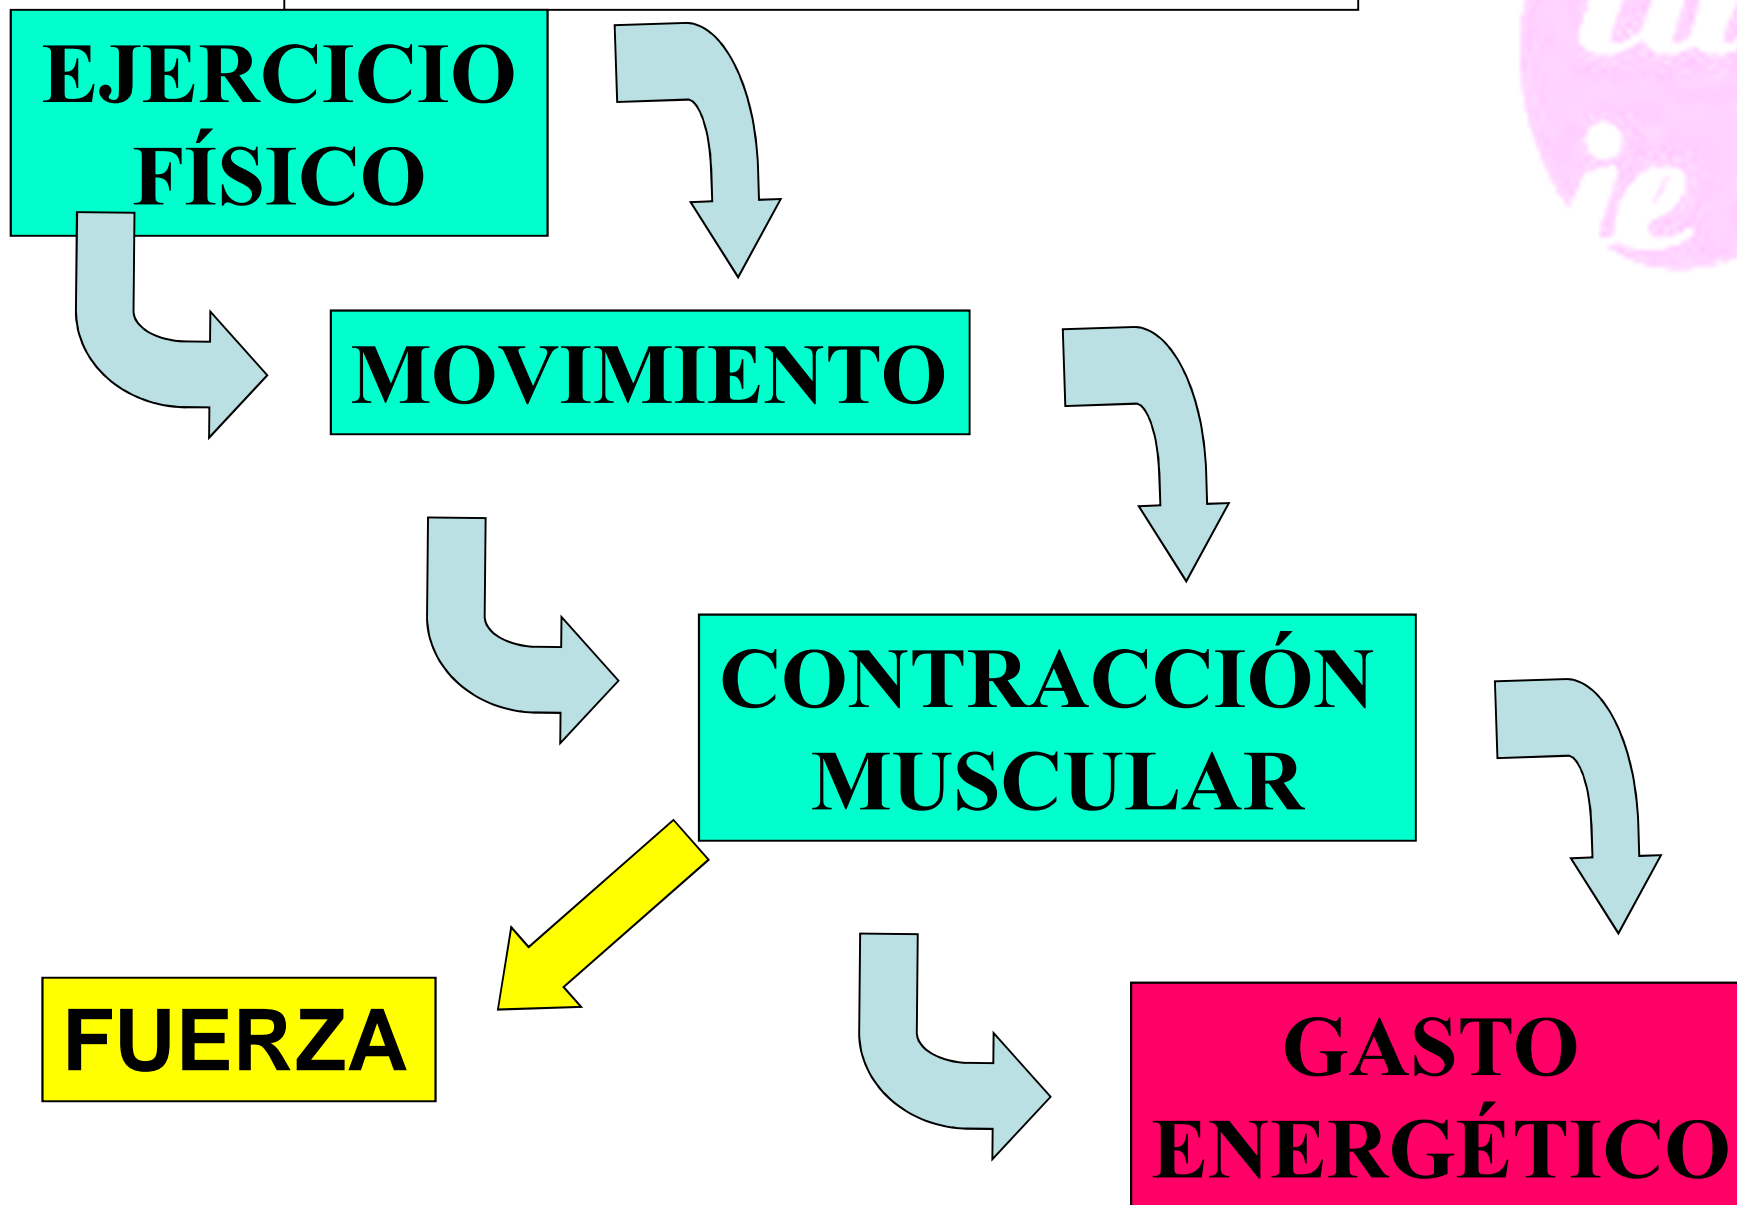 EJERCICIO
FÍSICO
MOVIMIENTO
CONTRACCIÓN
MUSCULAR
FUERZA
GASTO
ENERGÉTICO